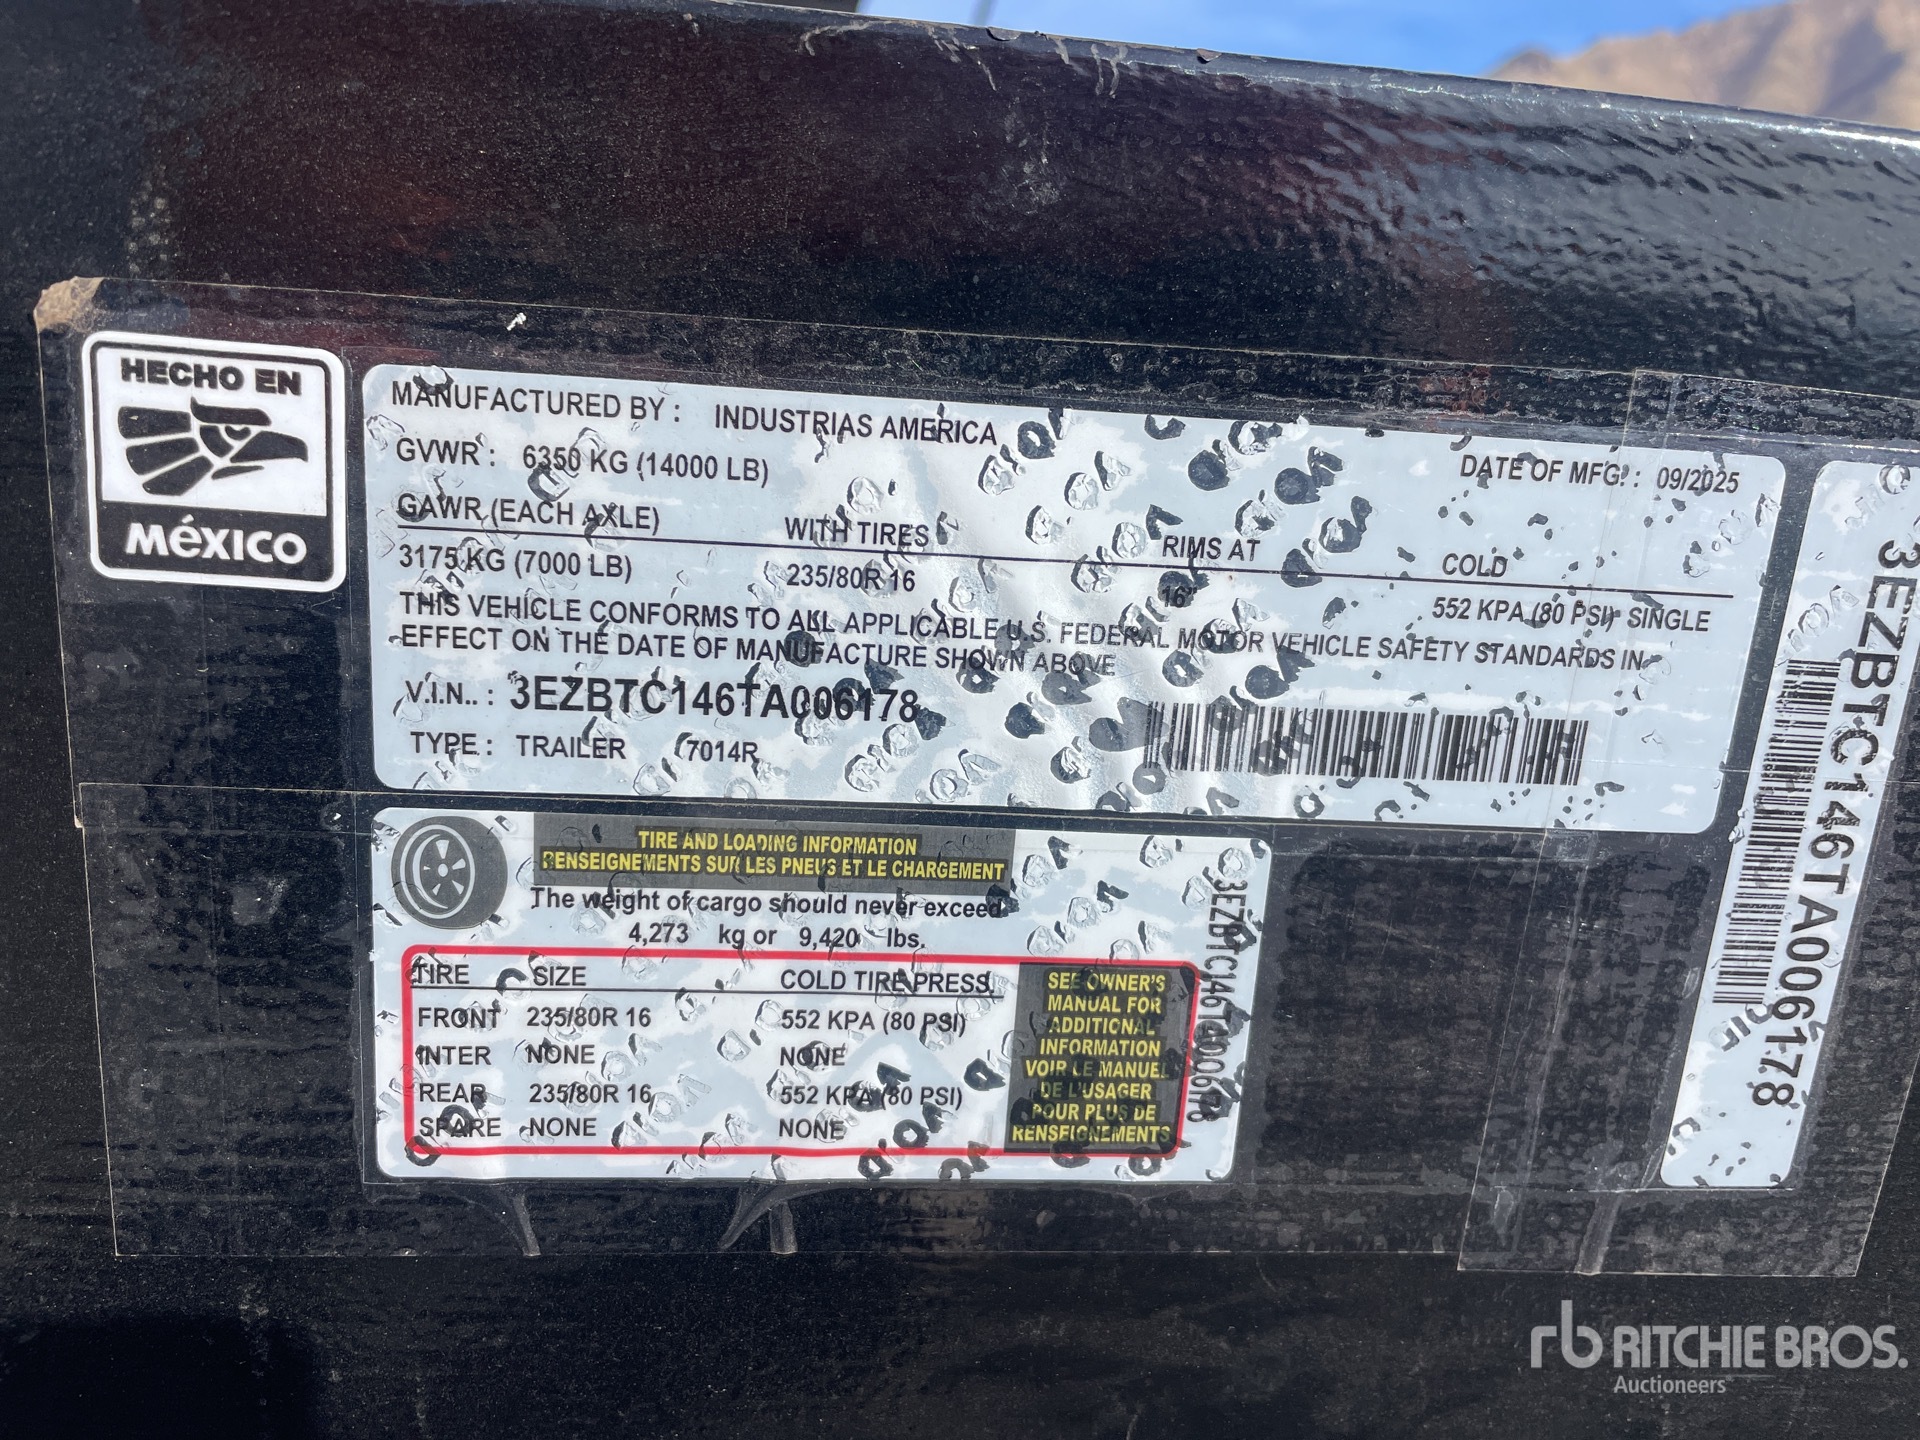 HECHO EN
MéXICO
MANUFACTURED BY : INDUSTRIAS AMERICA
GVWR : 6350 KG (14000 LB) DATE OF MFG. : 09/2025
GAWR (EACH AXLE) WITH TIRES RIMS AT COLD
3175 KG (7000 LB) 235/80R 16 16" 552 KPA (80 PSI) SINGLE
THIS VEHICLE CONFORMS TO ALL APPLICABLE U.S. FEDERAL MOTOR VEHICLE SAFETY STANDARDS IN
EFFECT ON THE DATE OF MANUFACTURE SHOWN ABOVE
V.I.N.. : 3EZBTC146TA006178
TYPE : TRAILER 7014R
3EZBTC146TA006178
TIRE AND LOADING INFORMATION
RENSEIGNEMENTS SUR LES PNEUS ET LE CHARGEMENT
The weight of cargo should never exceed
4,273 kg or 9,420 lbs.
TIRE SIZE COLD TIRE PRESS.
FRONT 235/80R 16 552 KPA (80 PSI)
INTER NONE NONE
REAR 235/80R 16 552 KPA (80 PSI)
SPARE NONE NONE
SEE OWNER'S
MANUAL FOR
ADDITIONAL
INFORMATION
VOIR LE MANUEL
DE L'USAGER
POUR PLUS DE
RENSEIGNEMENTS
3EZBTC146TA006178
rb RITCHIE BROS.
Auctioneers